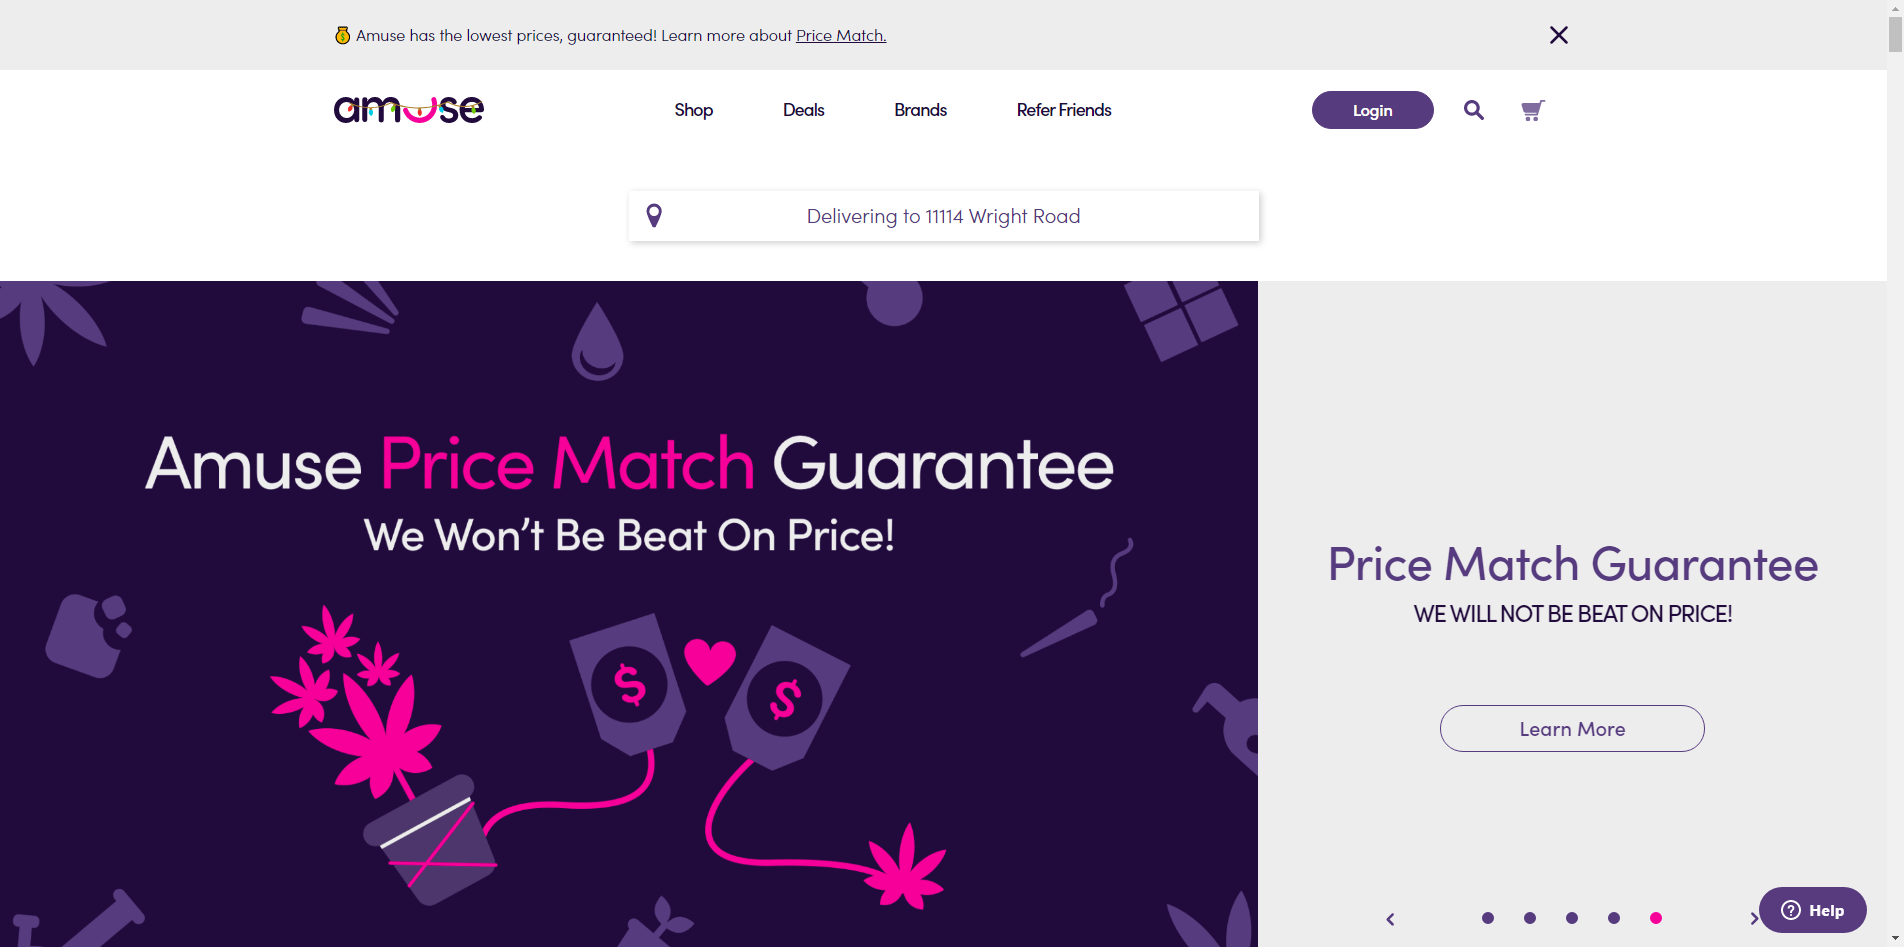 Amuse has the lowest prices, guaranteed! Learn more about Price Match.
amuse
Shop
Deals
Brands
Refer Friends
Login
Delivering to 11114 Wright Road
Amuse Price Match Guarantee
We Won't Be Beat On Price!
$ $
Price Match Guarantee
WE WILL NOT BE BEAT ON PRICE!
Learn More
Help